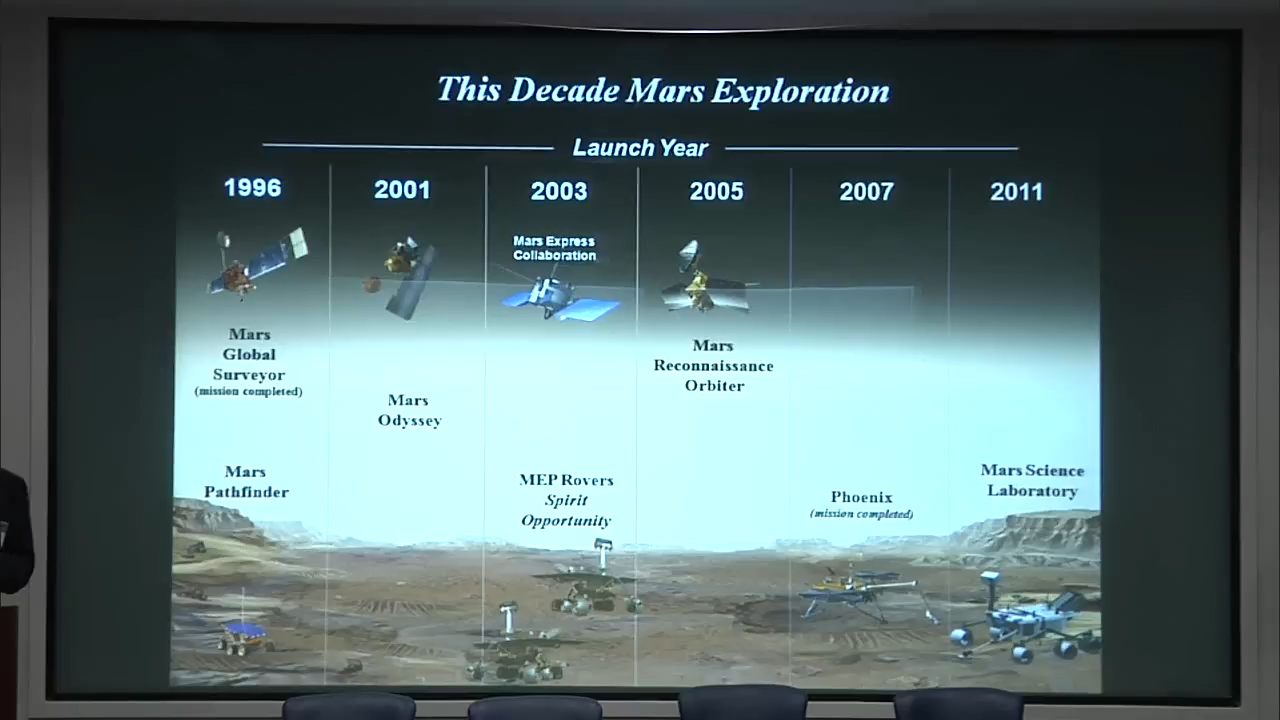 This Decade Mars Exploration
Launch Year
1996
2001
2003
2005
2007
2011
Mars Express
Collaboration
Mars
Global
Surveyor
(mission completed)
Mars
Odyssey
Mars
Reconnaissance
Orbiter
Mars
Pathfinder
MEP Rovers
Spirit
Opportunity
Phoenix
(mission completed)
Mars Science
Laboratory